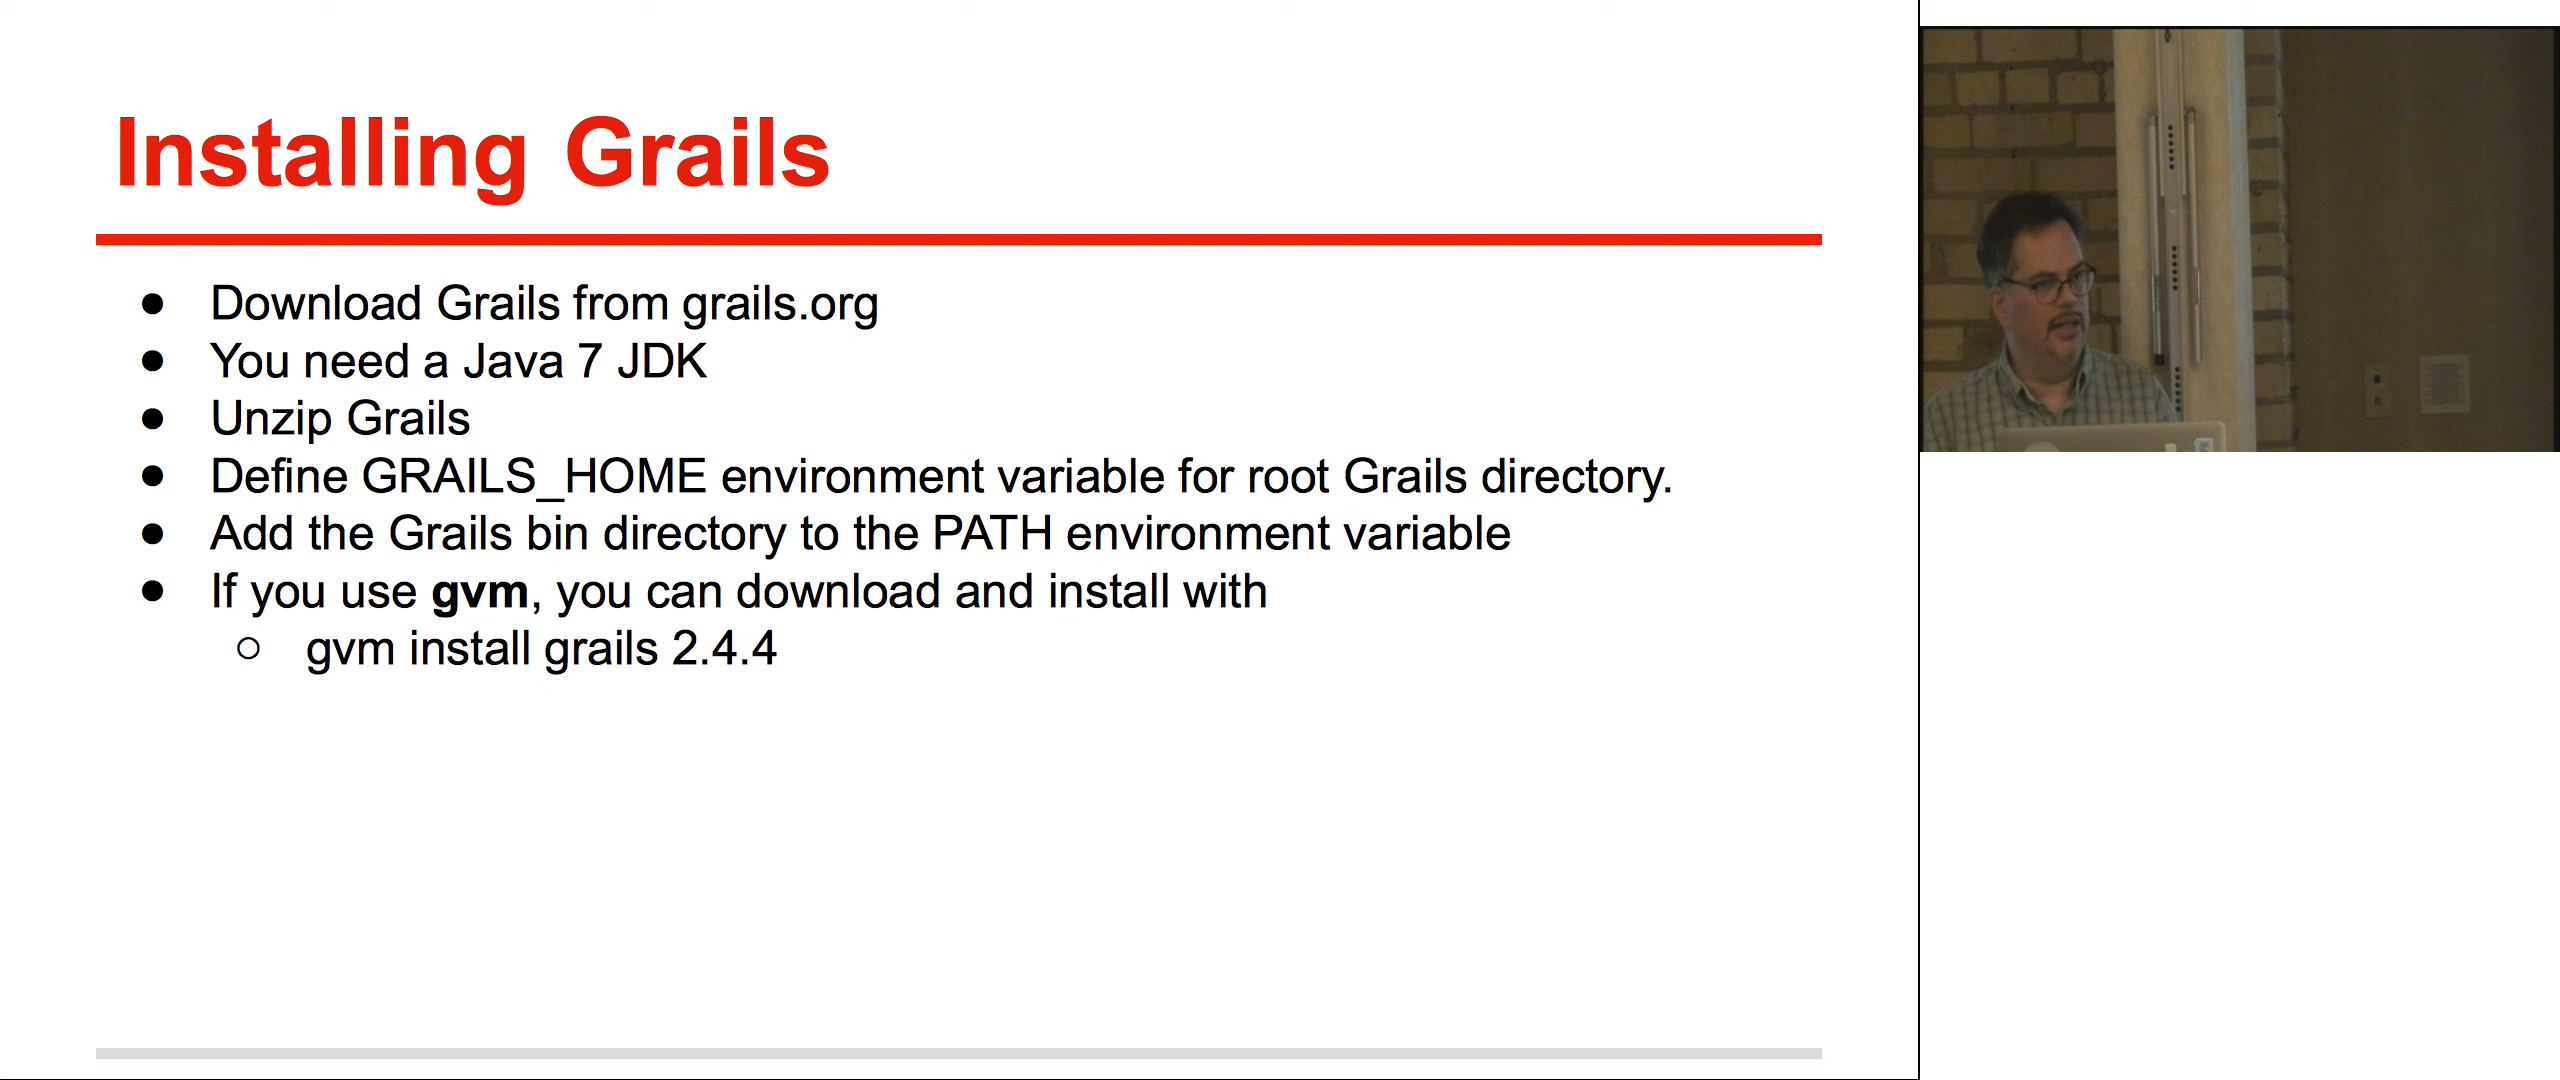 Installing Grails
● Download Grails from grails.org
● You need a Java 7 JDK
● Unzip Grails
● Define GRAILS_HOME environment variable for root Grails directory.
● Add the Grails bin directory to the PATH environment variable
● If you use gvm, you can download and install with
○ gvm install grails 2.4.4